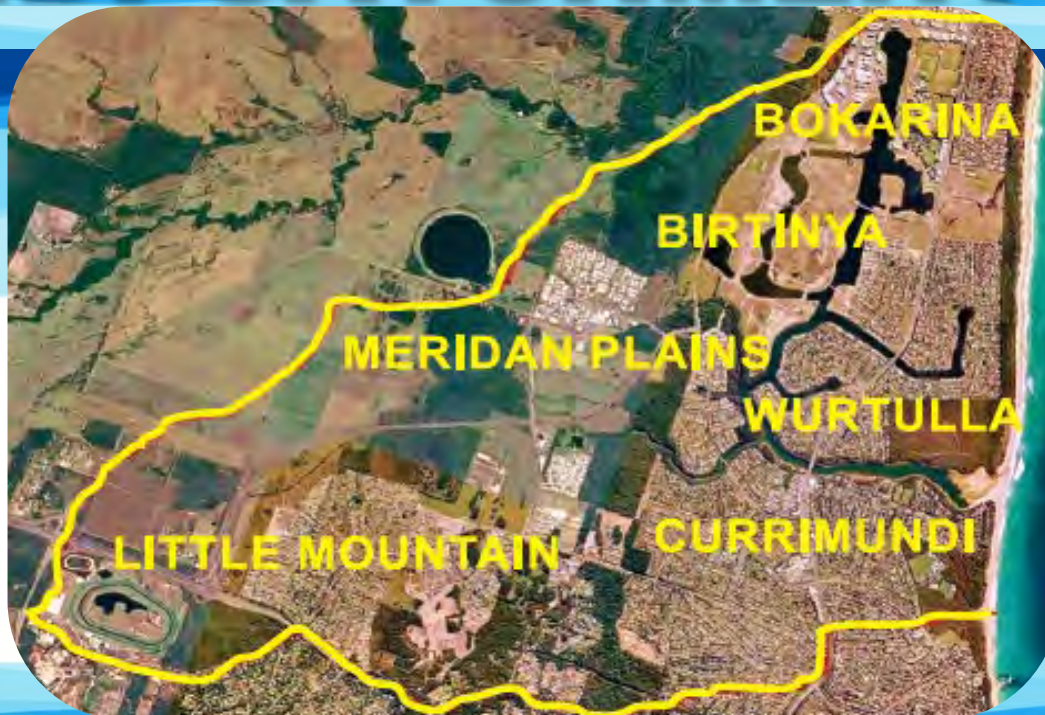 BOKARINA
BIRTINYA
MERIDAN PLAINS
WURTULLA
CURRIMUNDI
LITTLE MOUNTAIN